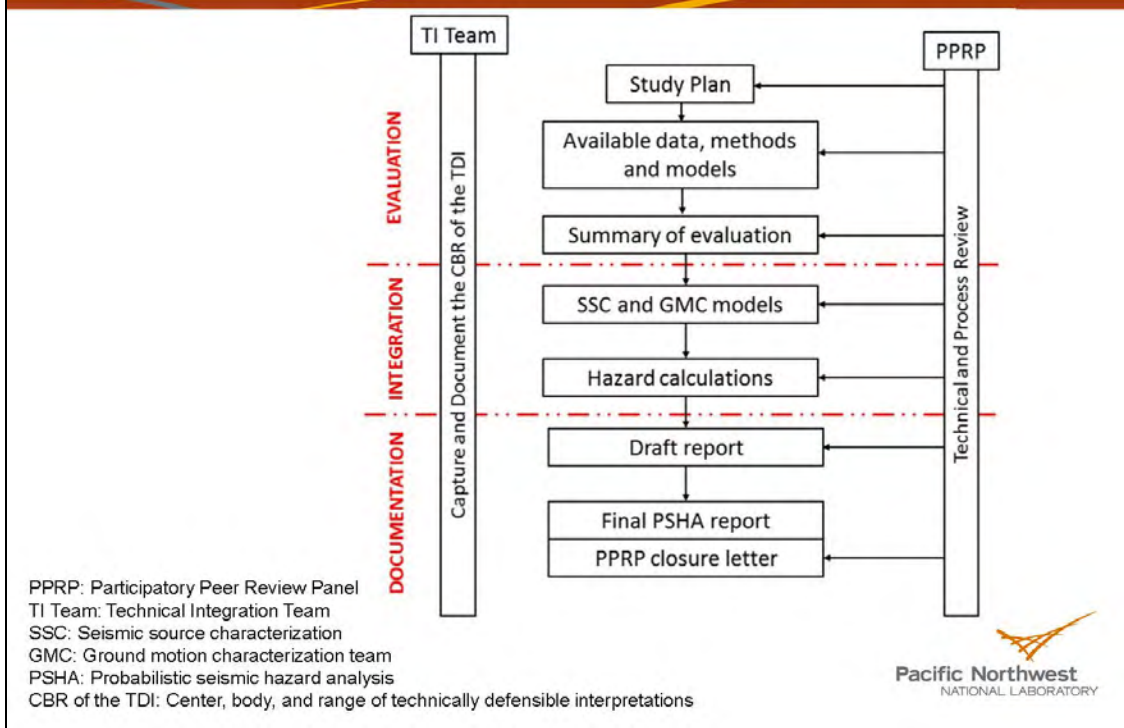 TI Team
PPRP
Study Plan
Available data, methods
and models
Summary of evaluation
SSC and GMC models
Hazard calculations
Draft report
Final PSHA report
PPRP closure letter
EVALUATION
INTEGRATION
DOCUMENTATION
Capture and Document the CBR of the TDI
Technical and Process Review
PPRP: Participatory Peer Review Panel
TI Team: Technical Integration Team
SSC: Seismic source characterization
GMC: Ground motion characterization team
PSHA: Probabilistic seismic hazard analysis
CBR of the TDI: Center, body, and range of technically defensible interpretations
Pacific Northwest
NATIONAL LABORATORY